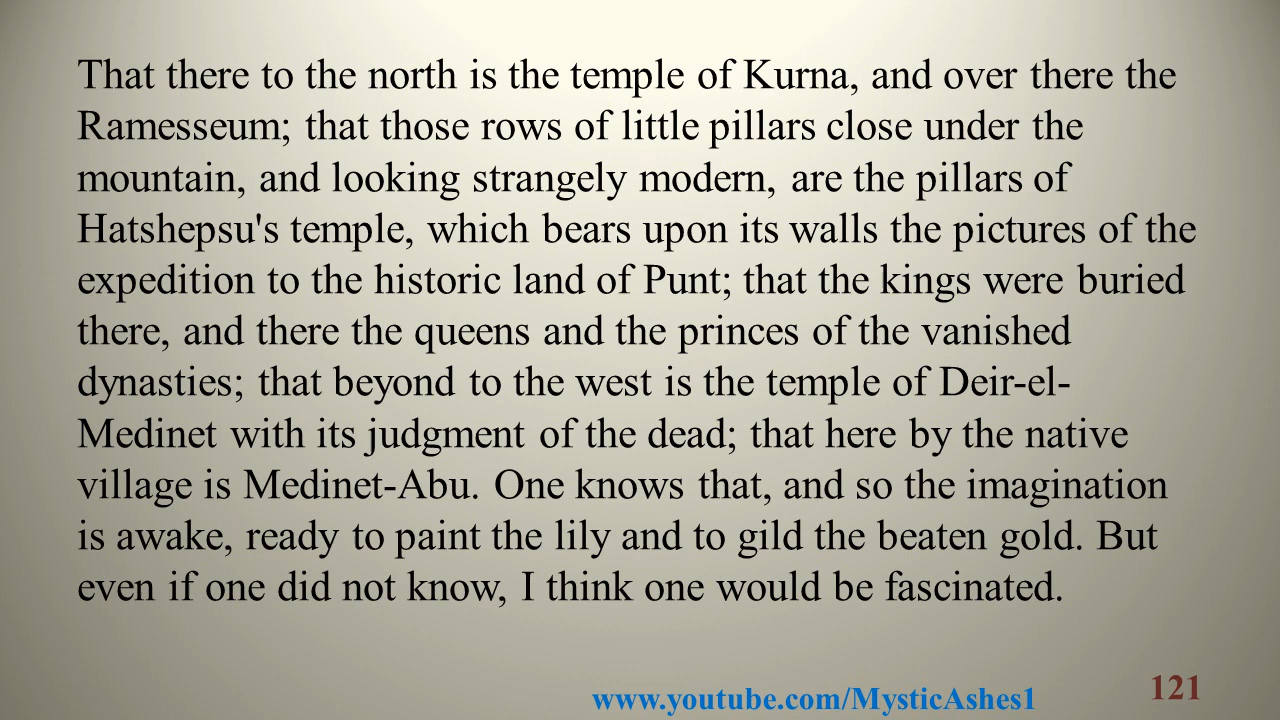 That there to the north is the temple of Kurna, and over there the
Ramesseum; that those rows of little pillars close under the
mountain, and looking strangely modern, are the pillars of
Hatshepsu's temple, which bears upon its walls the pictures of the
expedition to the historic land of Punt; that the kings were buried
there, and there the queens and the princes of the vanished
dynasties; that beyond to the west is the temple of Deir-el-
Medinet with its judgment of the dead; that here by the native
village is Medinet-Abu. One knows that, and so the imagination
is awake, ready to paint the lily and to gild the beaten gold. But
even if one did not know, I think one would be fascinated.
www.youtube.com/MysticAshes1
121